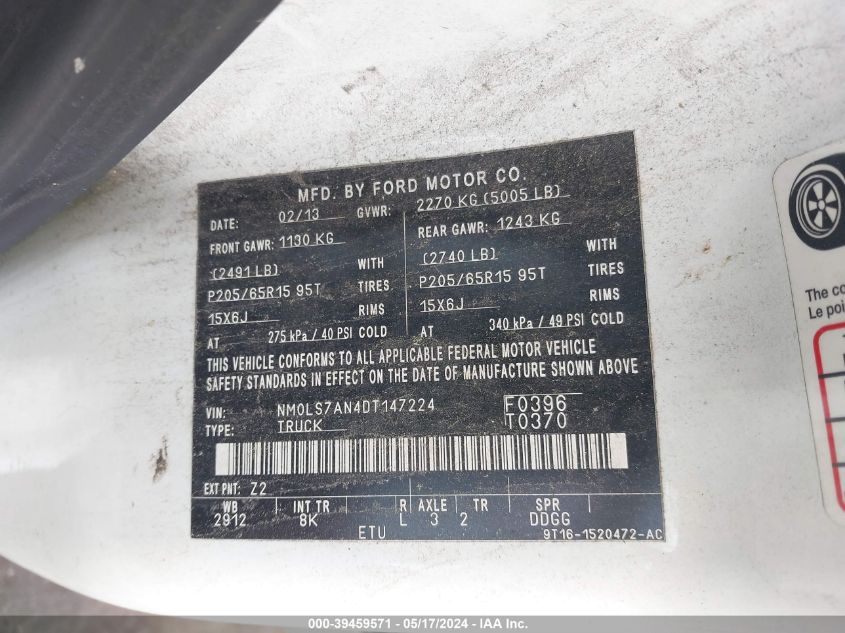 MFD. BY FORD MOTOR CO.
DATE: 02/13 GVWR: 2270 KG (5005 LB)
FRONT GAWR: 1130 KG REAR GAWR: 1243 KG
(2491 LB) WITH (2740 LB) WITH
P205/65R15 95T TIRES P205/65R15 95T TIRES
15X6J RIMS 15X6J RIMS
AT 275 kPa / 40 PSI COLD AT 340 kPa / 49 PSI COLD
THIS VEHICLE CONFORMS TO ALL APPLICABLE FEDERAL MOTOR VEHICLE
SAFETY STANDARDS IN EFFECT ON THE DATE OF MANUFACTURE SHOWN ABOVE
VIN: NM0LS7AN4DT147224 F0396
TYPE: TRUCK T0370
EXT PNT: Z2
WB INT TR R AXLE TR SPR
2912 8K L 3 2 DDGG
ETU 9T16-1520472-AC
The co
Le poi
000-39459571 - 05/17/2024 - IAA Inc.